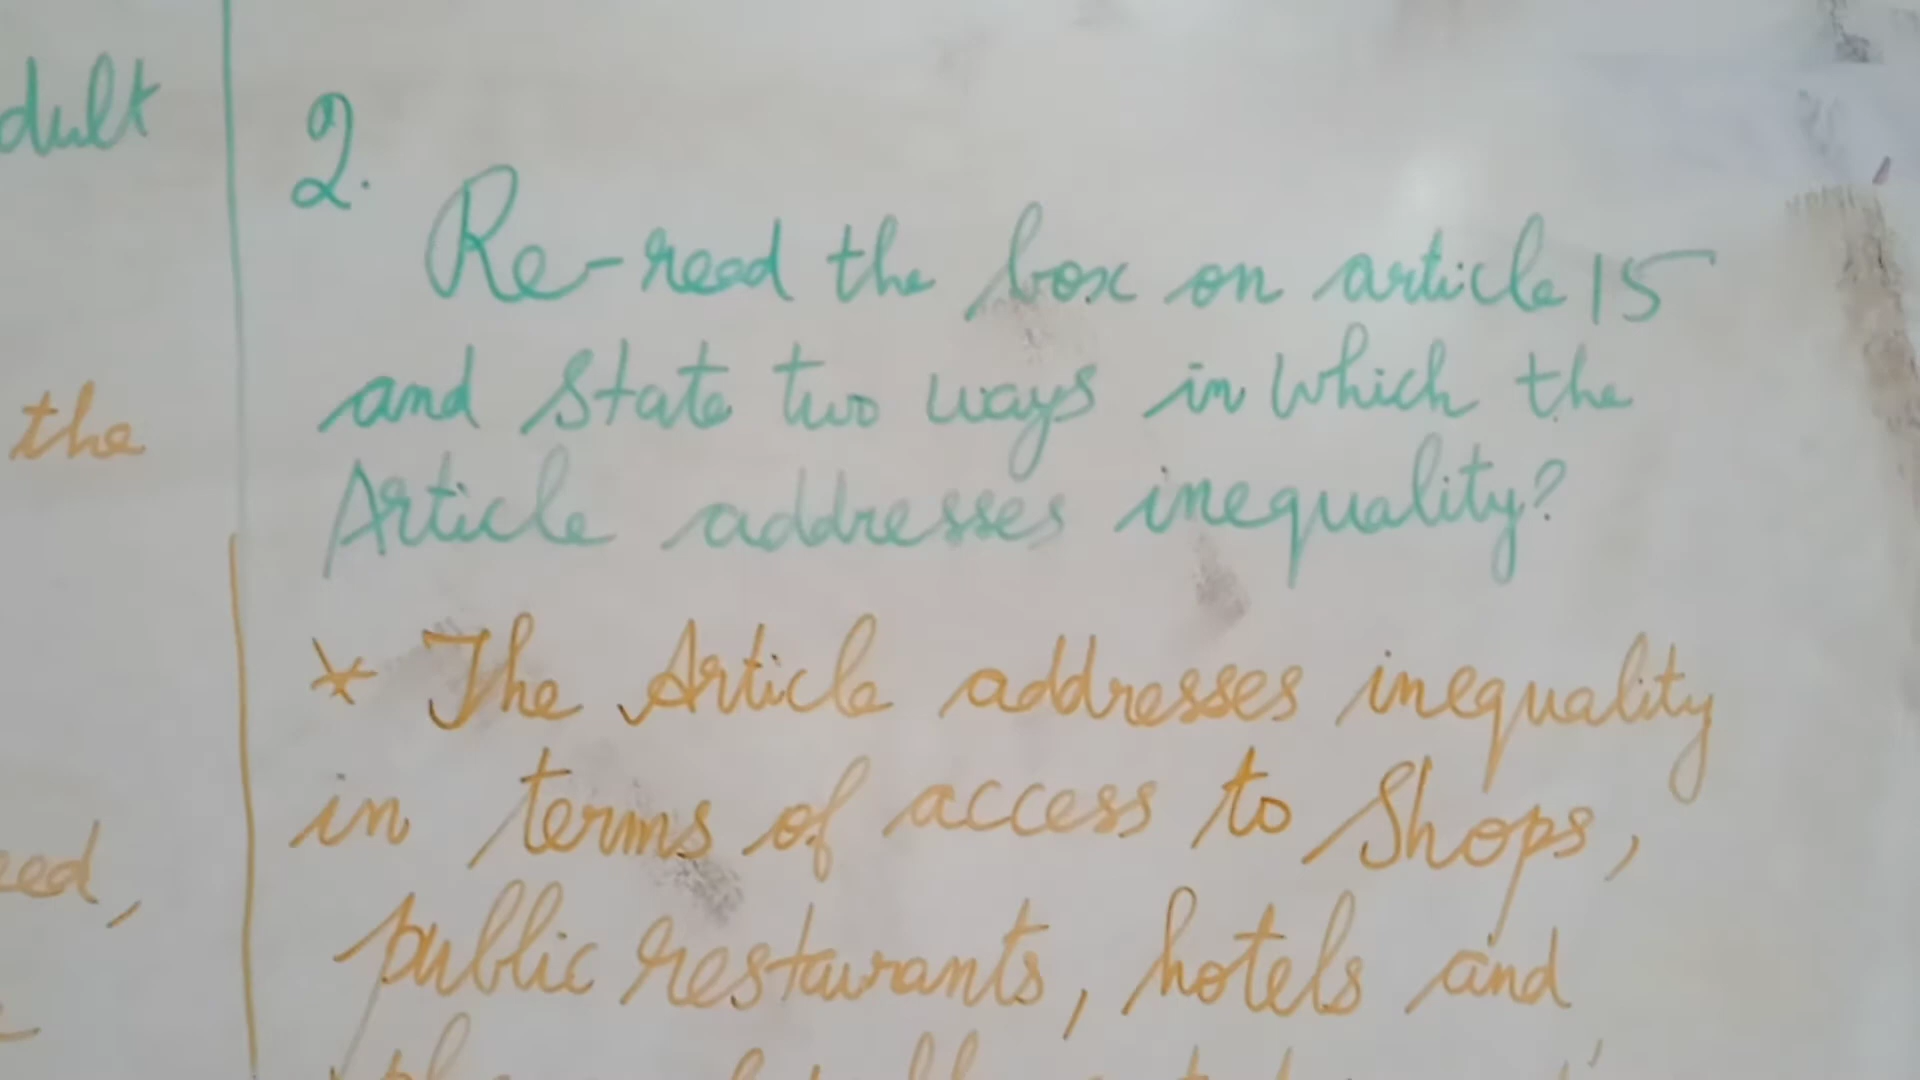 dult
the
eed,
2.
Re-read the box on article 15
and State two ways in which the
Article addresses inequality?
* The Article addresses inequality
in terms of access to Shops,
public restaurants, hotels and